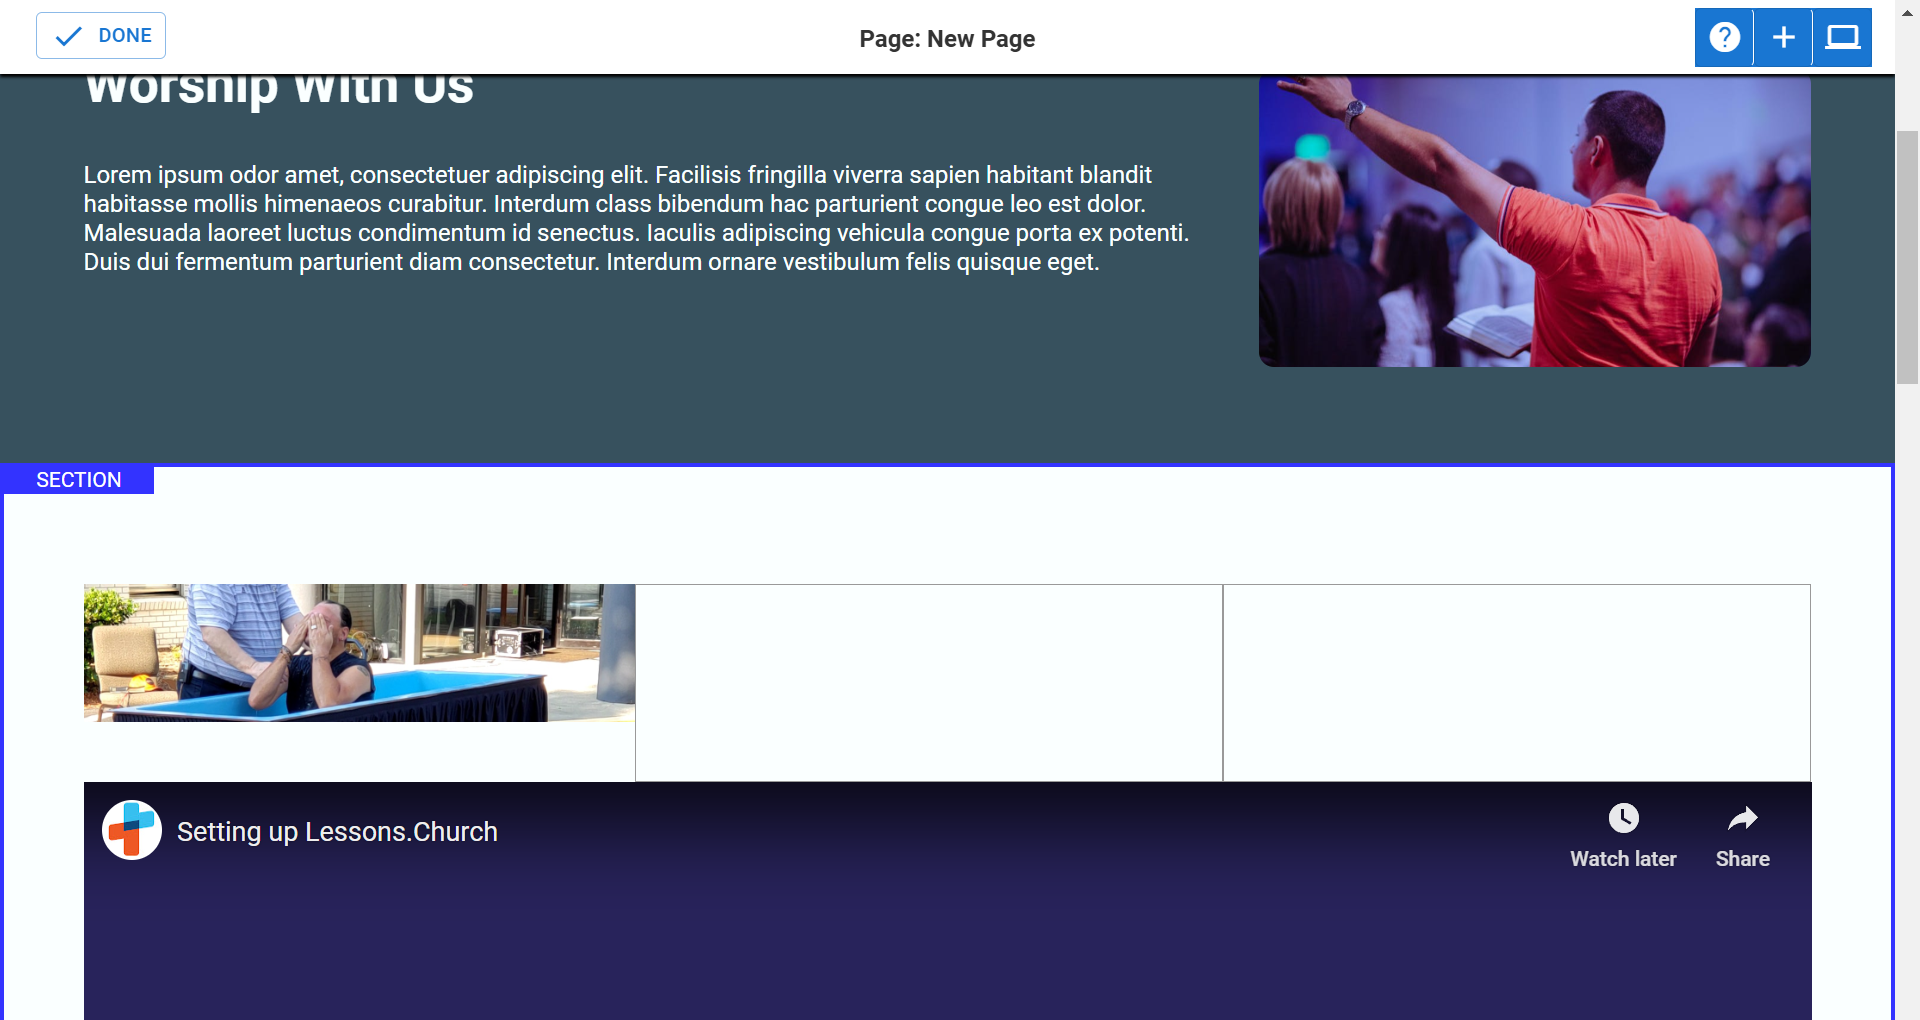 DONE
Page: New Page
Worship With Us
Lorem ipsum odor amet, consectetuer adipiscing elit. Facilisis fringilla viverra sapien habitant blandit
habitasse mollis himenaeos curabitur. Interdum class bibendum hac parturient congue leo est dolor.
Malesuada laoreet luctus condimentum id senectus. Iaculis adipiscing vehicula congue porta ex potenti.
Duis dui fermentum parturient diam consectetur. Interdum ornare vestibulum felis quisque eget.
SECTION
Setting up Lessons.Church
Watch later
Share